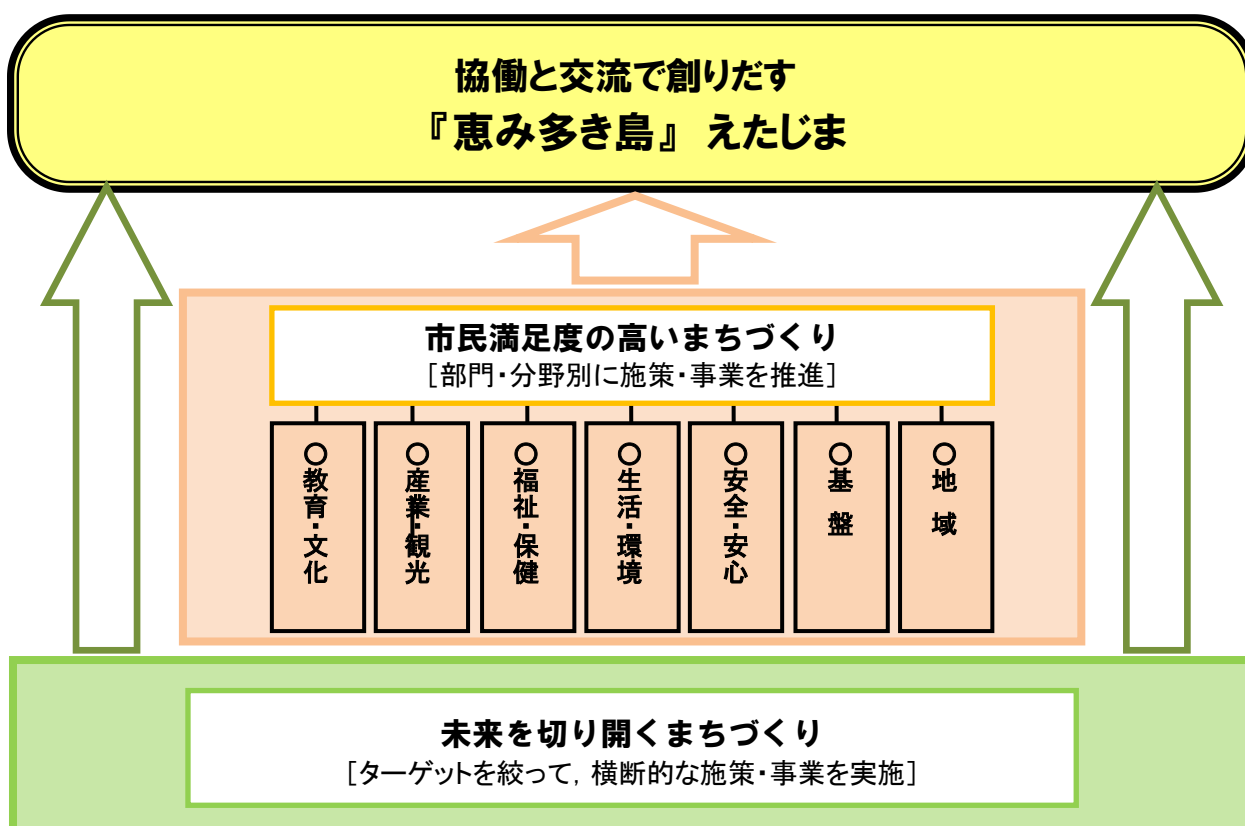 協働と交流で創りだす
『恵み多き島』 えたじま
市民満足度の高いまちづくり
[部門・分野別に施策・事業を推進]
○教育・文化
○産業・観光
○福祉・保健
○生活・環境
○安全・安心
○基 盤
○地 域
未来を切り開くまちづくり
[ターゲットを絞って，横断的な施策・事業を実施]